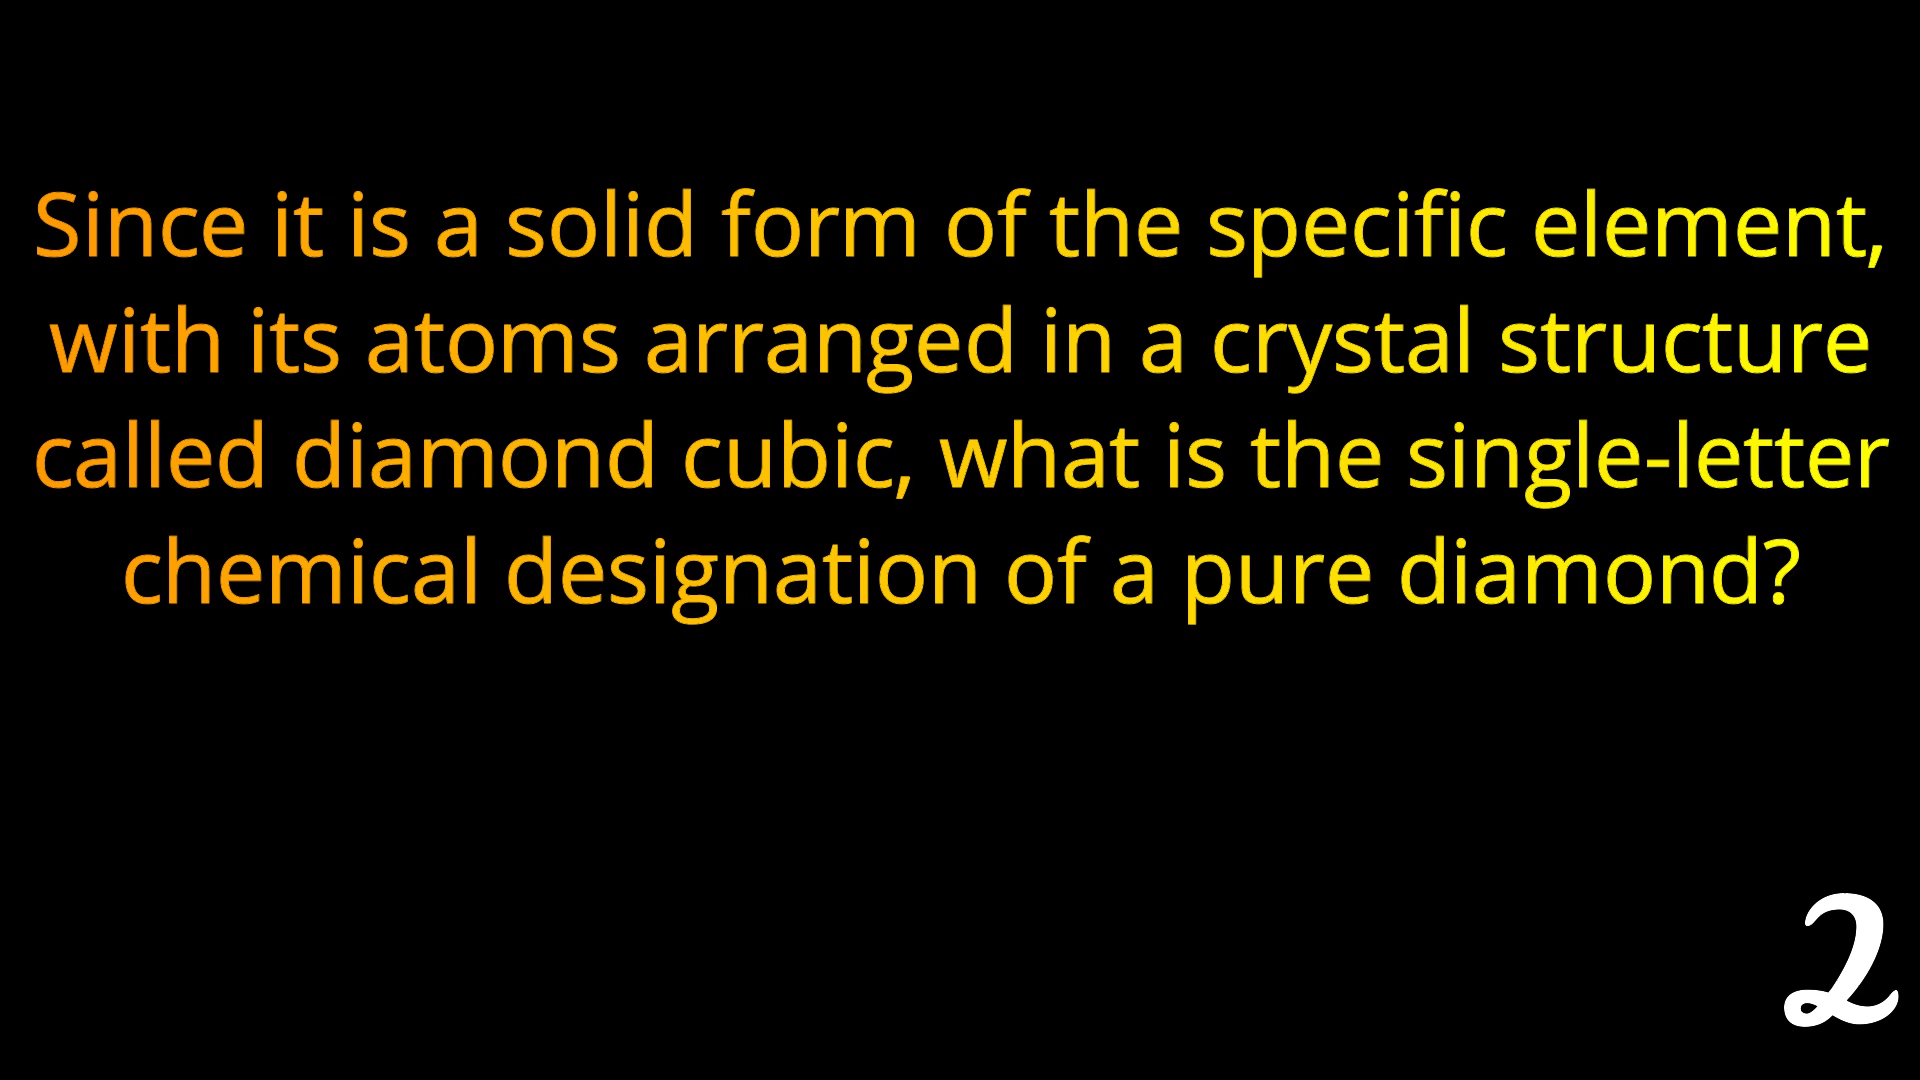 Since it is a solid form of the specific element,
with its atoms arranged in a crystal structure
called diamond cubic, what is the single-letter
chemical designation of a pure diamond?
2